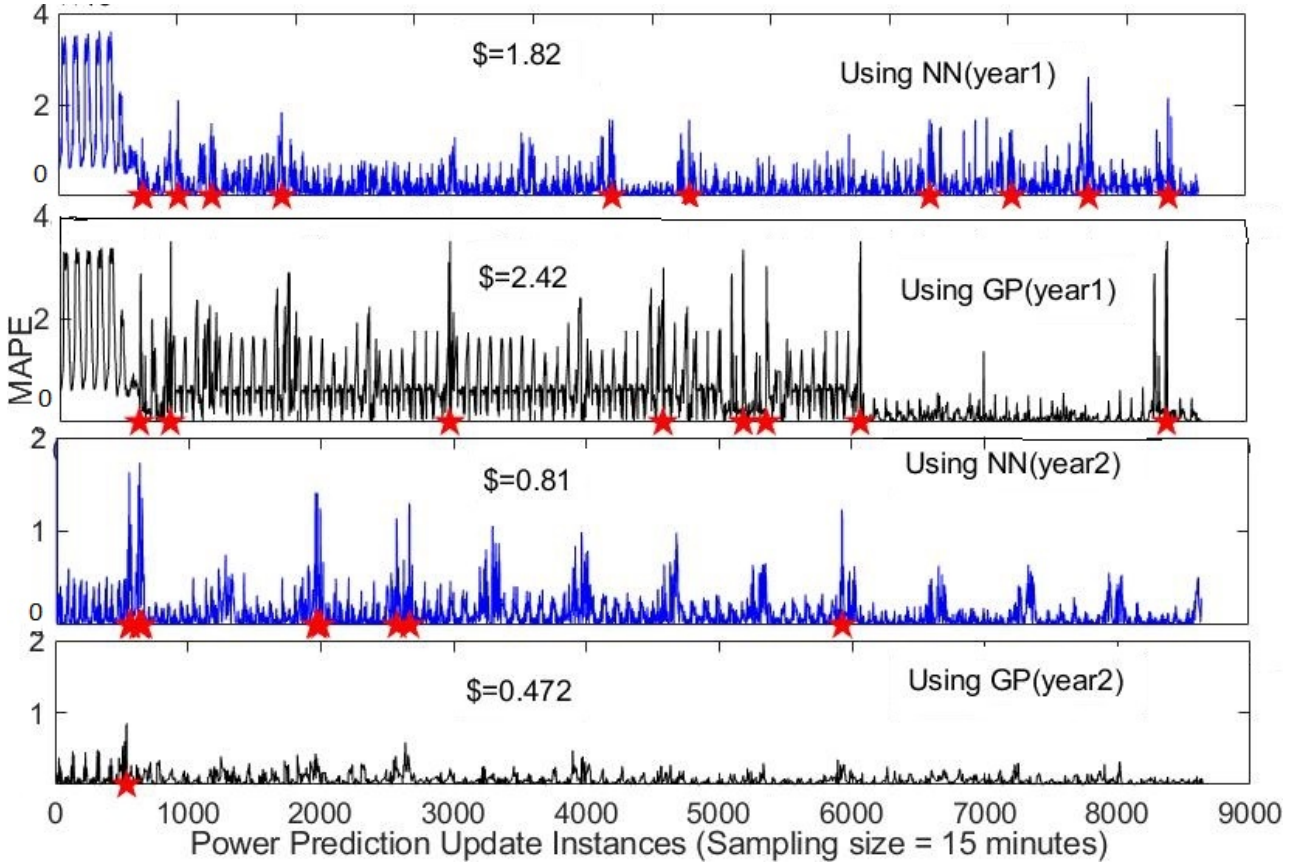 4
$=1.82
Using NN(year1)
2
0
4
$=2.42
Using GP(year1)
2
MAPE
0
2
Using NN(year2)
$=0.81
1
0
2
Using GP(year2)
$=0.472
1
0 1000 2000 3000 4000 5000 6000 7000 8000 9000
Power Prediction Update Instances (Sampling size = 15 minutes)